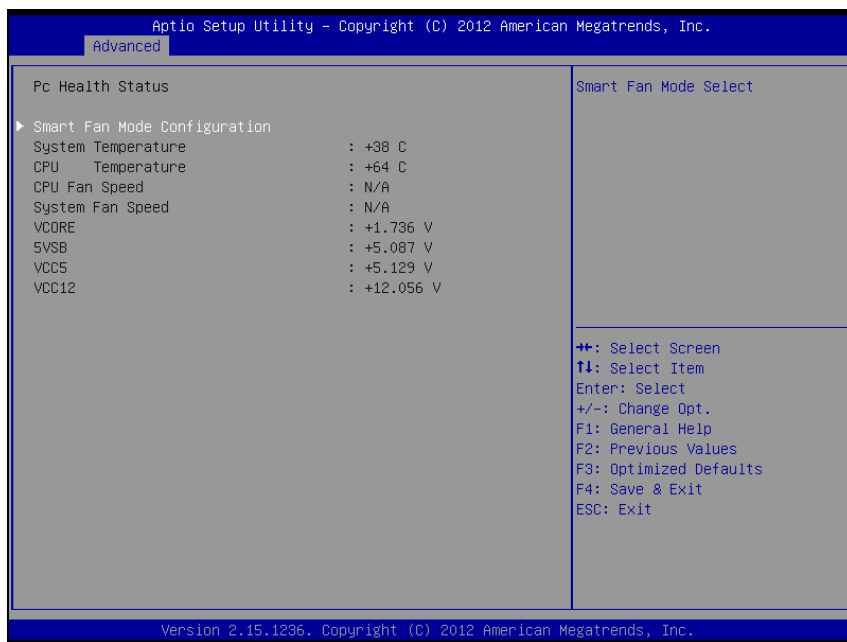 Aptio Setup Utility – Copyright (C) 2012 American Megatrends, Inc.
Advanced
Pc Health Status
Smart Fan Mode Configuration
System Temperature : +38 C
CPU Temperature : +64 C
CPU Fan Speed : N/A
System Fan Speed : N/A
VCORE : +1.736 V
5VSB : +5.087 V
VCC5 : +5.129 V
VCC12 : +12.056 V
Smart Fan Mode Select
→←: Select Screen
↑↓: Select Item
Enter: Select
+/-: Change Opt.
F1: General Help
F2: Previous Values
F3: Optimized Defaults
F4: Save & Exit
ESC: Exit
Version 2.15.1236. Copyright (C) 2012 American Megatrends, Inc.